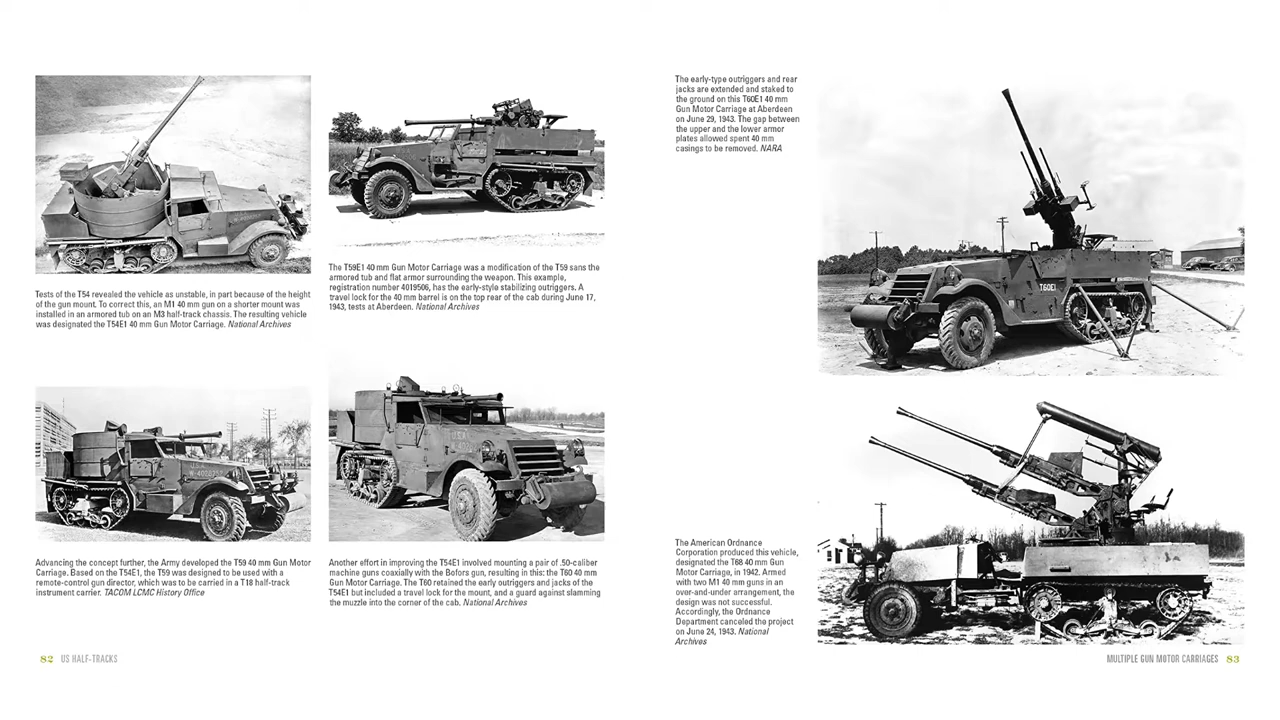 Tests of the T54 revealed the vehicle as unstable, in part because of the height
of the gun mount. To correct this, an M1 40 mm gun on a shorter mount was
installed in an armored tub on an M3 half-track chassis. The resulting vehicle
was designated the T54E1 40 mm Gun Motor Carriage. National Archives
The T59E1 40 mm Gun Motor Carriage was a modification of the T59 sans the
armored tub and flat armor surrounding the weapon. This example,
registration number 4019506, has the early-style stabilizing outriggers. A
travel lock for the 40 mm barrel is on the top rear of the cab during June 17,
1943, tests at Aberdeen. National Archives
Advancing the concept further, the Army developed the T59 40 mm Gun Motor
Carriage. Based on the T54E1, the T59 was designed to be used with a
remote-control gun director, which was to be carried in a T18 half-track
instrument carrier. TACOM LCMC History Office
Another effort in improving the T54E1 involved mounting a pair of .50-caliber
machine guns coaxially with the Bofors gun, resulting in this: the T60 40 mm
Gun Motor Carriage. The T60 retained the early outriggers and jacks of the
T54E1 but included a travel lock for the mount, and a guard against slamming
the muzzle into the corner of the cab. National Archives
82 US HALF-TRACKS
The early-type outriggers and rear
jacks are extended and staked to
the ground on this T60E1 40 mm
Gun Motor Carriage at Aberdeen
on June 29, 1943. The gap between
the upper and the lower armor
plates allowed spent 40 mm
casings to be removed. NARA
T60E1
The American Ordnance
Corporation produced this vehicle,
designated the T68 40 mm Gun
Motor Carriage, in 1942. Armed
with two M1 40 mm guns in an
over-and-under arrangement, the
design was not successful.
Accordingly, the Ordnance
Department canceled the project
on June 24, 1943. National
Archives
MULTIPLE GUN MOTOR CARRIAGES 83